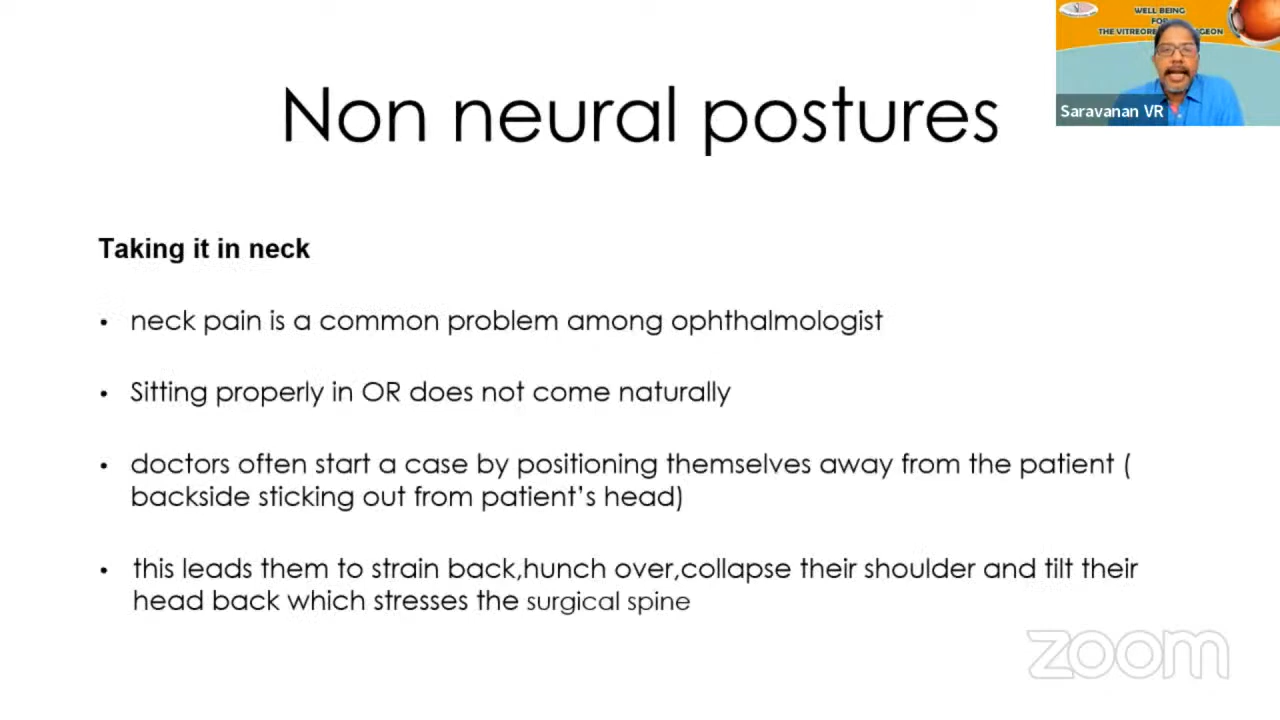 Non neural postures
WELL BEING
FOR
THE VITREORE
GEON
Saravanan VR
Taking it in neck
• neck pain is a common problem among ophthalmologist
• Sitting properly in OR does not come naturally
• doctors often start a case by positioning themselves away from the patient (
backside sticking out from patient's head)
• this leads them to strain back,hunch over,collapse their shoulder and tilt their
head back which stresses the surgical spine
zoom